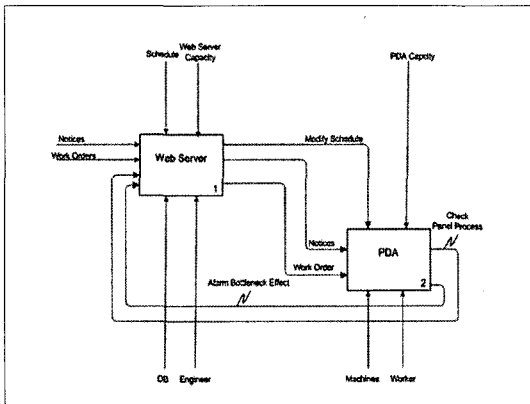 Schedule
Web Server
Capacity
PDA Capcity
Notices
Work Orders
Web Server
1
Modify Schedule
Notices
Work Order
PDA
2
Check
Panel Process
Alarm Bottleneck Effect
DB
Engineer
Machines
Worker